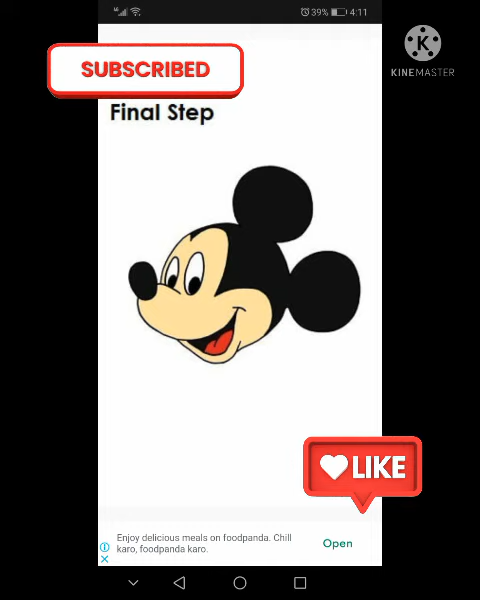 39% 4:11
SUBSCRIBED
K
KINEMASTER
Final Step
LIKE
Enjoy delicious meals on foodpanda. Chill
karo, foodpanda karo.
Open